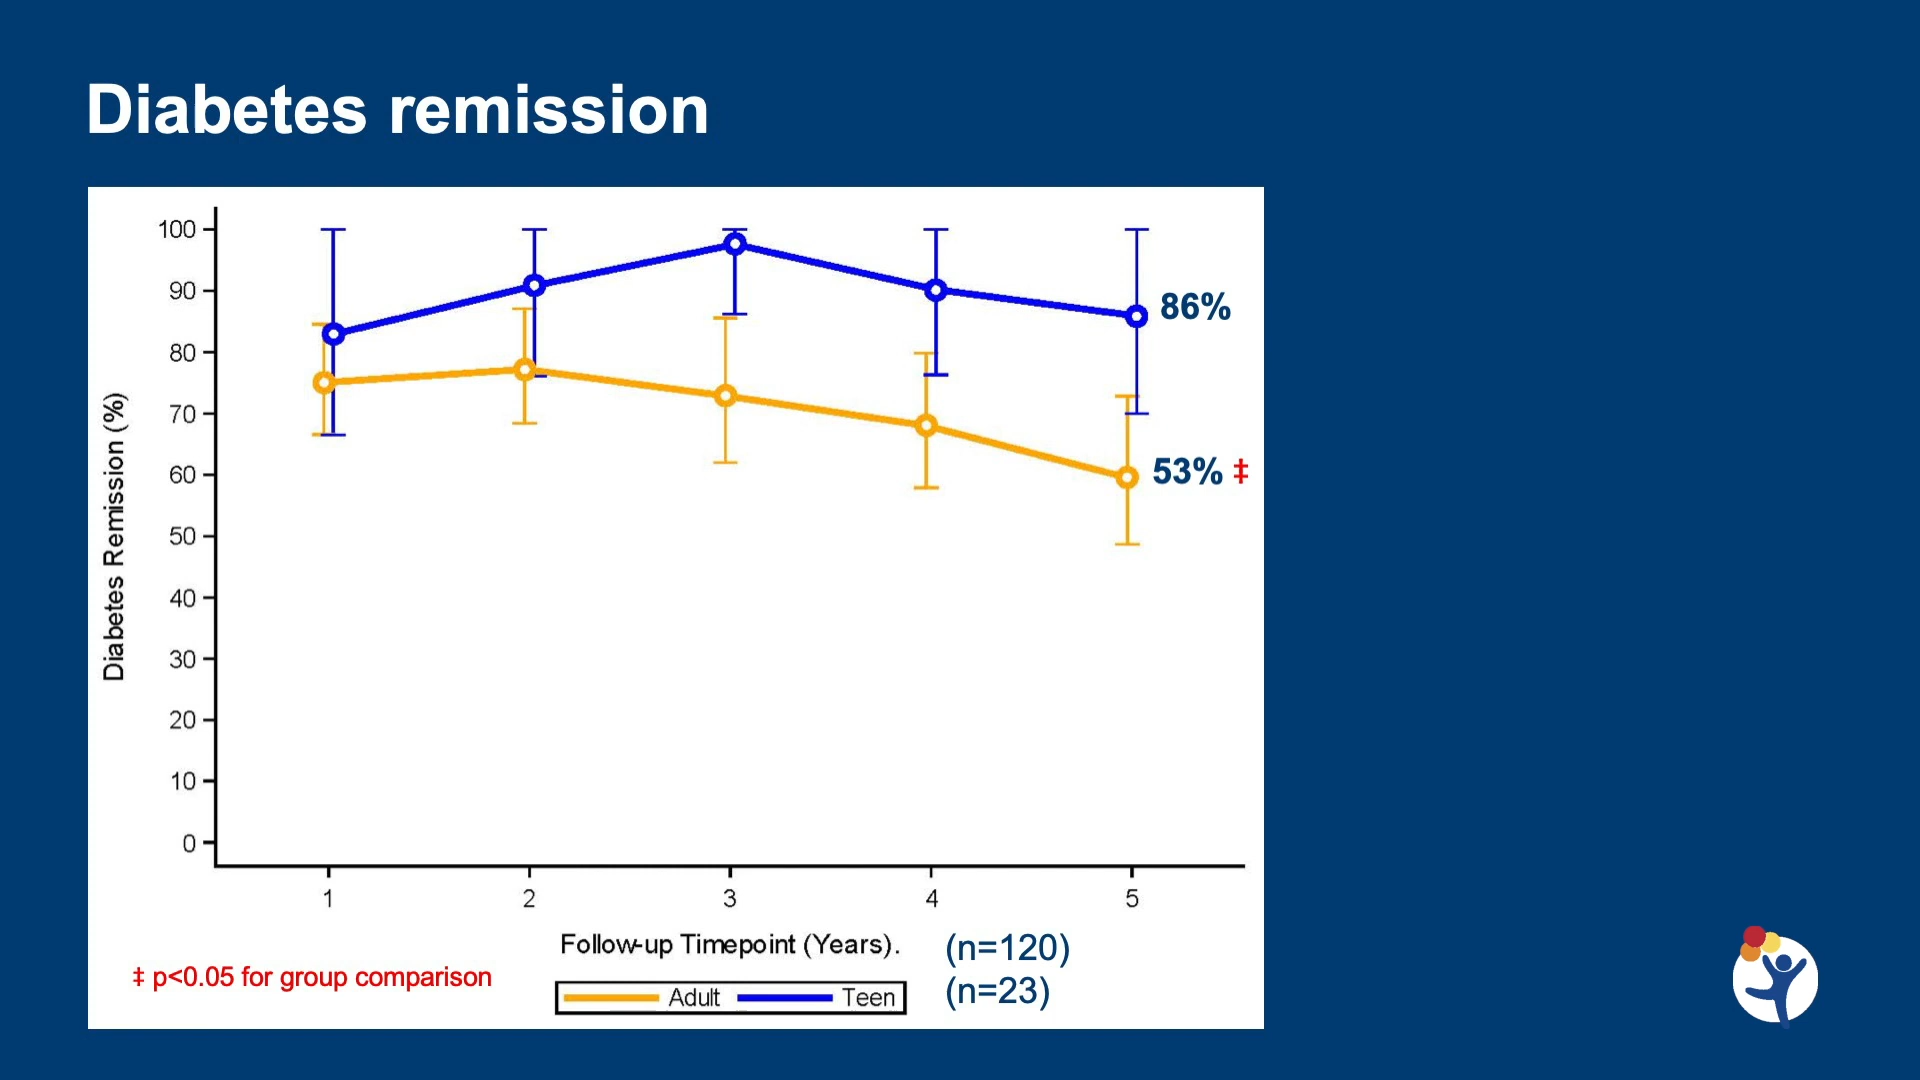 Diabetes remission
100
90
80
70
60
50
40
30
20
10
0
Diabetes Remission (%)
86%
53% ‡
1 2 3 4 5
Follow-up Timepoint (Years).
(n=120)
‡ p<0.05 for group comparison
Adult Teen
(n=23)